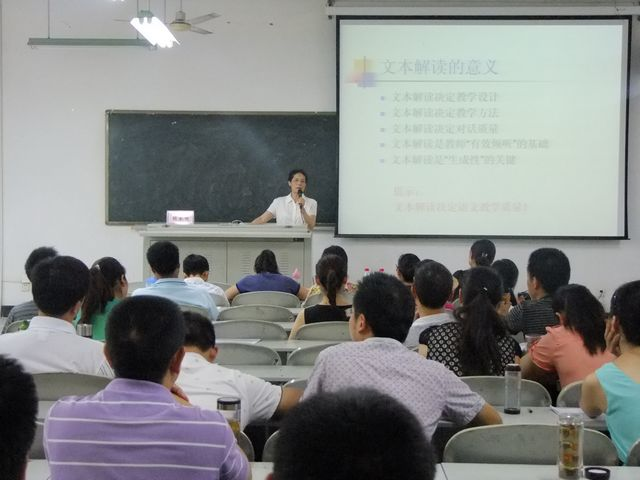 文本解读的意义
文本解读决定教学设计
文本解读决定教学方法
文本解读决定对话质量
文本解读是教师“有效倾听”的基础
文本解读是“生成性”的关键
提示：
文本解读决定语文教学质量！